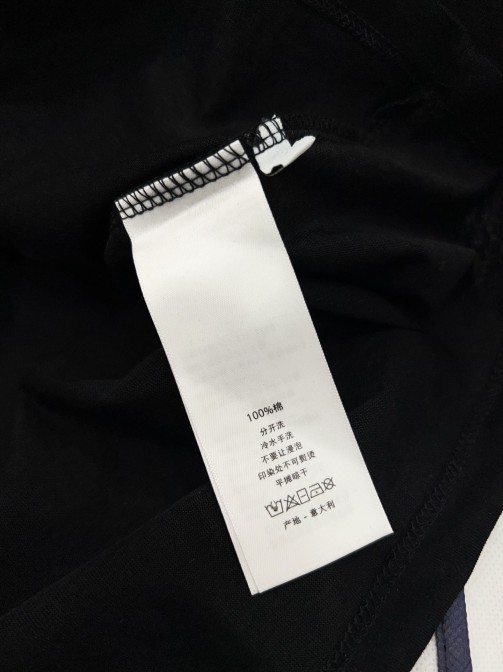 100%棉
分开洗
冷水手洗
不要让浸泡
印染处不可熨烫
平摊晾干
产地 - 意大利